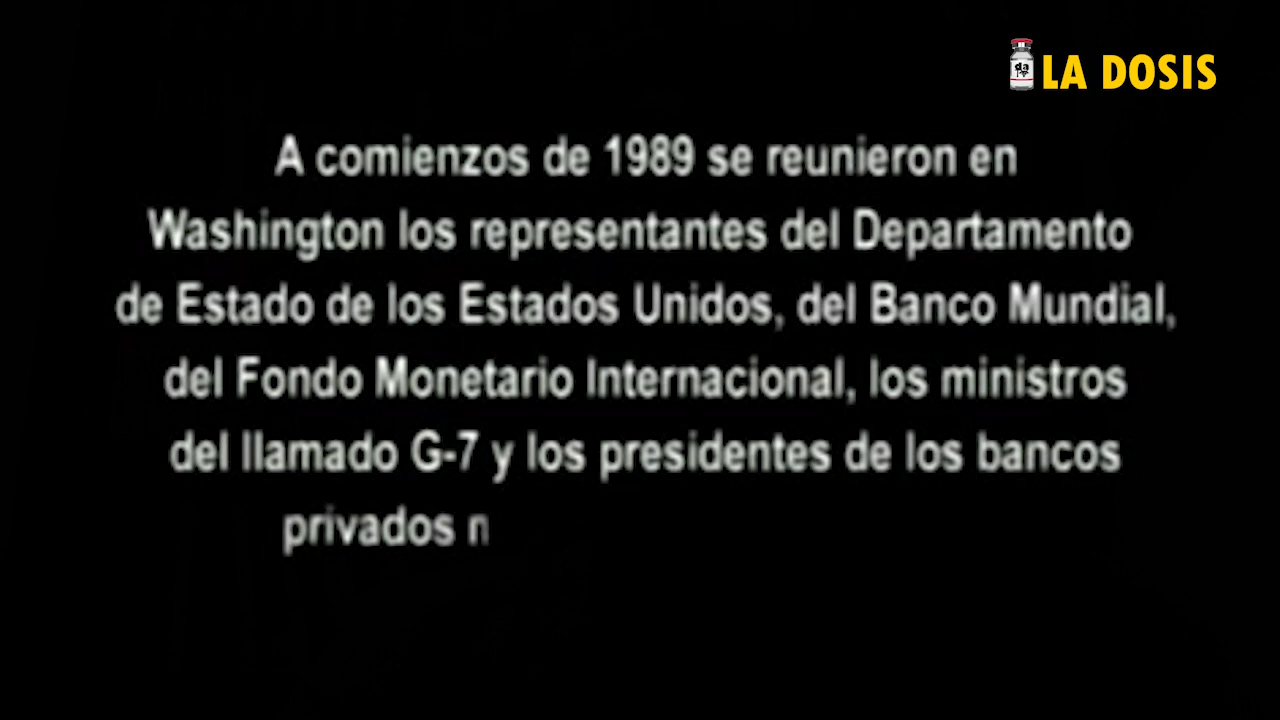 LA DOSIS
A comienzos de 1989 se reunieron en
Washington los representantes del Departamento
de Estado de los Estados Unidos, del Banco Mundial,
del Fondo Monetario Internacional, los ministros
del llamado G-7 y los presidentes de los bancos
privados